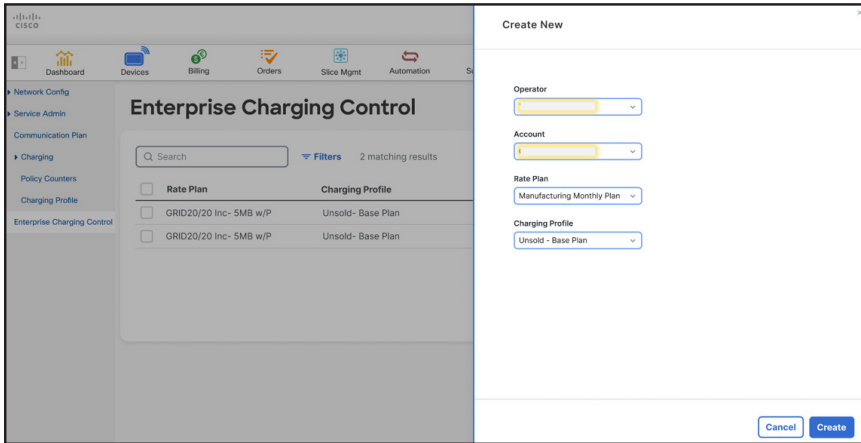 CISCO
Dashboard
Devices
Billing
Orders
Slice Mgmt
Automation
Network Config
Service Admin
Communication Plan
Charging
Policy Counters
Charging Profile
Enterprise Charging Control
Enterprise Charging Control
Search
Filters
2 matching results
Rate Plan Charging Profile
GRID20/20 Inc- 5MB w/P Unsold- Base Plan
GRID20/20 Inc- 5MB w/P Unsold- Base Plan
Create New
Operator
Account
Rate Plan
Manufacturing Monthly Plan
Charging Profile
Unsold - Base Plan
Cancel Create